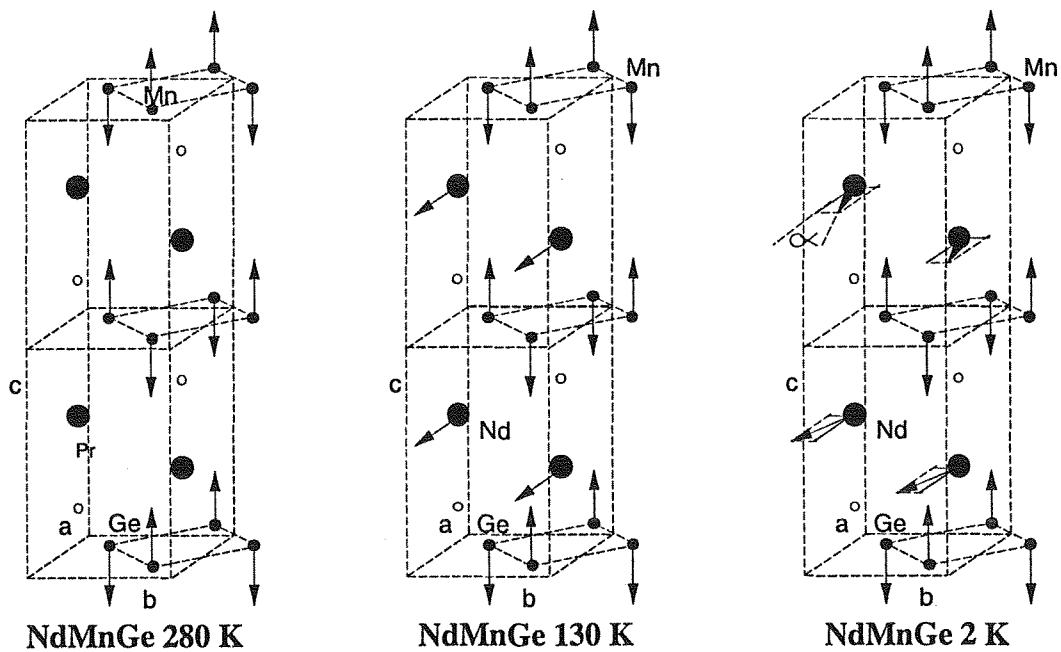 Mn
c
Pr
a
Ge
b
NdMnGe 280 K
Mn
Nd
a
Ge
b
NdMnGe 130 K
Mn
α
c
Nd
a
Ge
b
NdMnGe 2 K